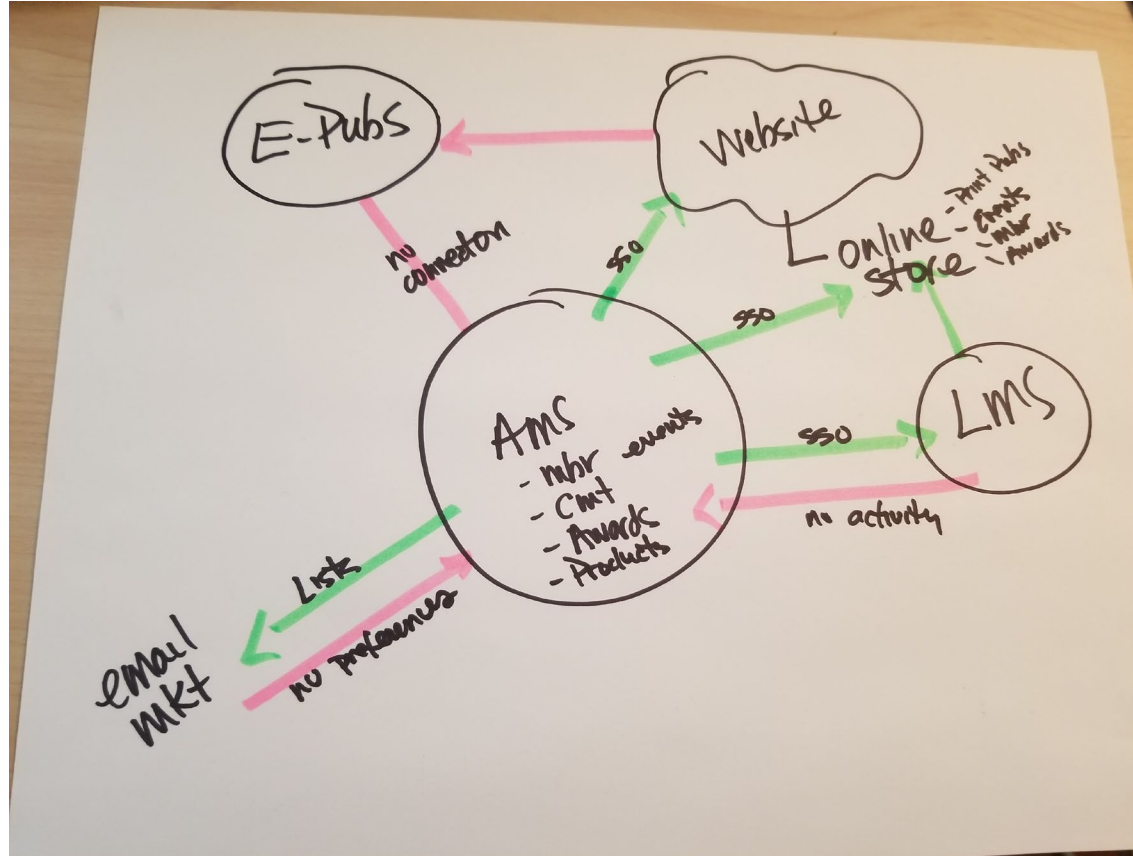 E-Pubs
Website
no
connection
SSO
online
store
- Print Pubs
- Events
- mbr
- Awards
SSO
LMS
AMS
- mbr events
- Cmt
- Awards
- Products
SSO
no activity
Lists
no preferences
email
mkt